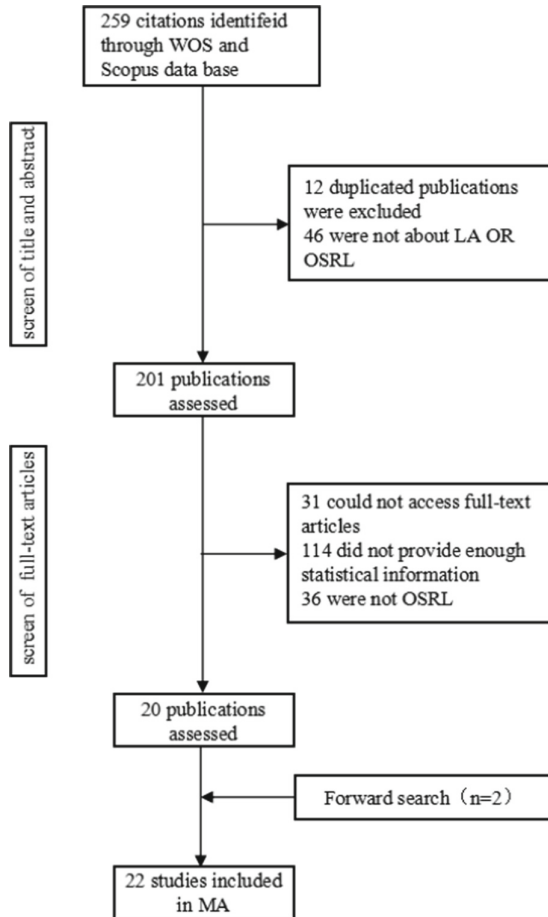 259 citations identifeid
through WOS and
Scopus data base
screen of title and abstract
12 duplicated publications
were excluded
46 were not about LA OR
OSRL
201 publications
assessed
screen of full-text articles
31 could not access full-text
articles
114 did not provide enough
statistical information
36 were not OSRL
20 publications
assessed
Forward search（n=2）
22 studies included
in MA